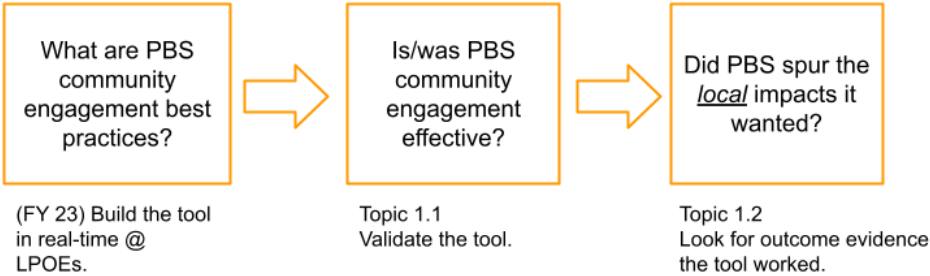 What are PBS
community
engagement best
practices?
Is/was PBS
community
engagement
effective?
Did PBS spur the
local impacts it
wanted?
(FY 23) Build the tool
in real-time @
LPOEs.
Topic 1.1
Validate the tool.
Topic 1.2
Look for outcome evidence
the tool worked.